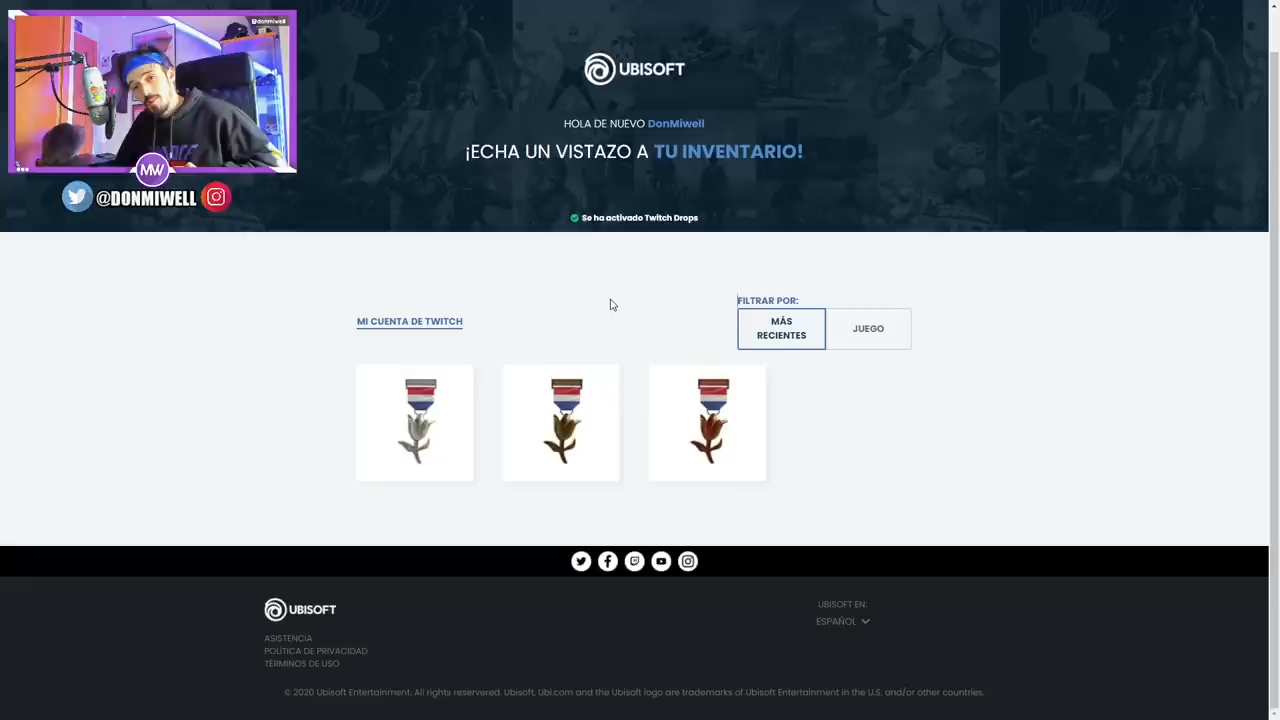 donmiwell
MW
@DONMIWELL
UBISOFT
HOLA DE NUEVO DonMiwell
¡ECHA UN VISTAZO A TU INVENTARIO!
Se ha activado Twitch Drops
MI CUENTA DE TWITCH
FILTRAR POR:
MÁS
RECIENTES
JUEGO
UBISOFT
ASISTENCIA
POLÍTICA DE PRIVACIDAD
TÉRMINOS DE USO
UBISOFT EN:
ESPAÑOL
© 2020 Ubisoft Entertainment. All rights reservered. Ubisoft, Ubi.com and the Ubisoft logo are trademarks of Ubisoft Entertainment in the U.S. and/or other countries.